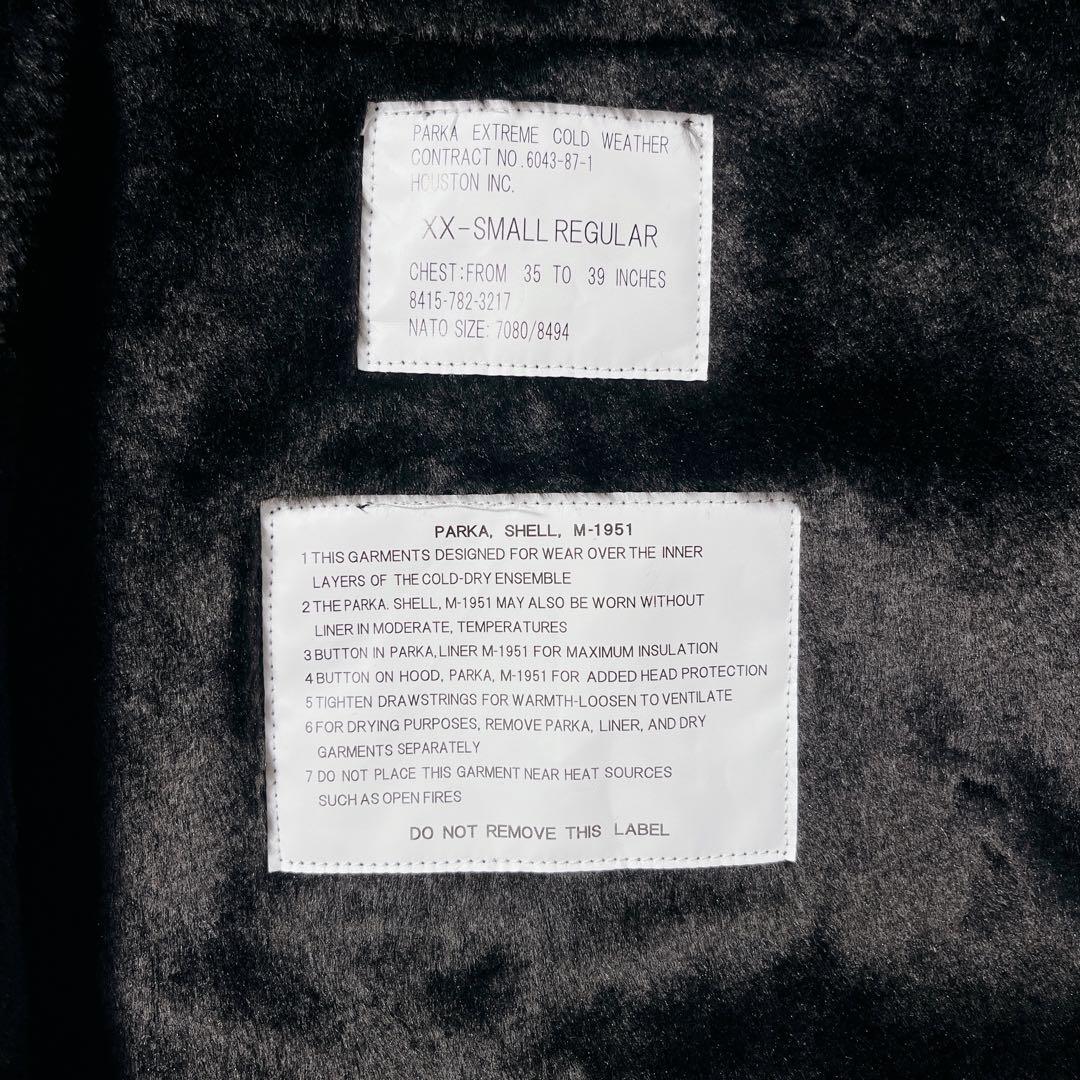 PARKA EXTREME COLD WEATHER
CONTRACT NO.6043-87-1
HOUSTON INC.
XX-SMALL REGULAR
CHEST:FROM 35 TO 39 INCHES
8415-782-3217
NATO SIZE: 7080/8494
PARKA, SHELL, M-1951
1 THIS GARMENTS DESIGNED FOR WEAR OVER THE INNER
LAYERS OF THE COLD-DRY ENSEMBLE
2 THE PARKA. SHELL, M-1951 MAY ALSO BE WORN WITHOUT
LINER IN MODERATE, TEMPERATURES
3 BUTTON IN PARKA, LINER M-1951 FOR MAXIMUM INSULATION
4 BUTTON ON HOOD, PARKA, M-1951 FOR ADDED HEAD PROTECTION
5 TIGHTEN DRAWSTRINGS FOR WARMTH-LOOSEN TO VENTILATE
6 FOR DRYING PURPOSES, REMOVE PARKA, LINER, AND DRY
GARMENTS SEPARATELY
7 DO NOT PLACE THIS GARMENT NEAR HEAT SOURCES
SUCH AS OPEN FIRES
DO NOT REMOVE THIS LABEL